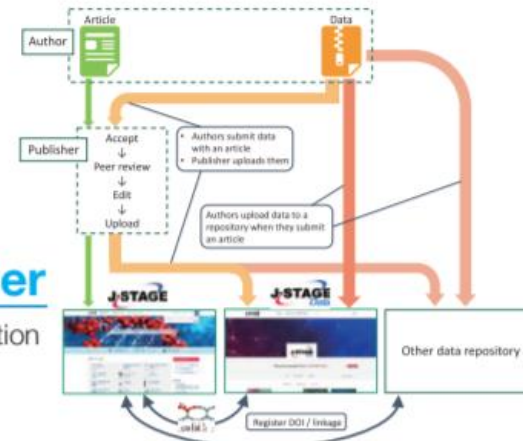 Article
Data
Author
• Authors submit data
with an article
• Publisher uploads them
Publisher
Accept
↓
Peer review
↓
Edit
↓
Upload
Authors upload data to a
repository when they submit
an article
er
tion
J-STAGE
J-STAGE
Data
Other data repository
Register DOI / linkage